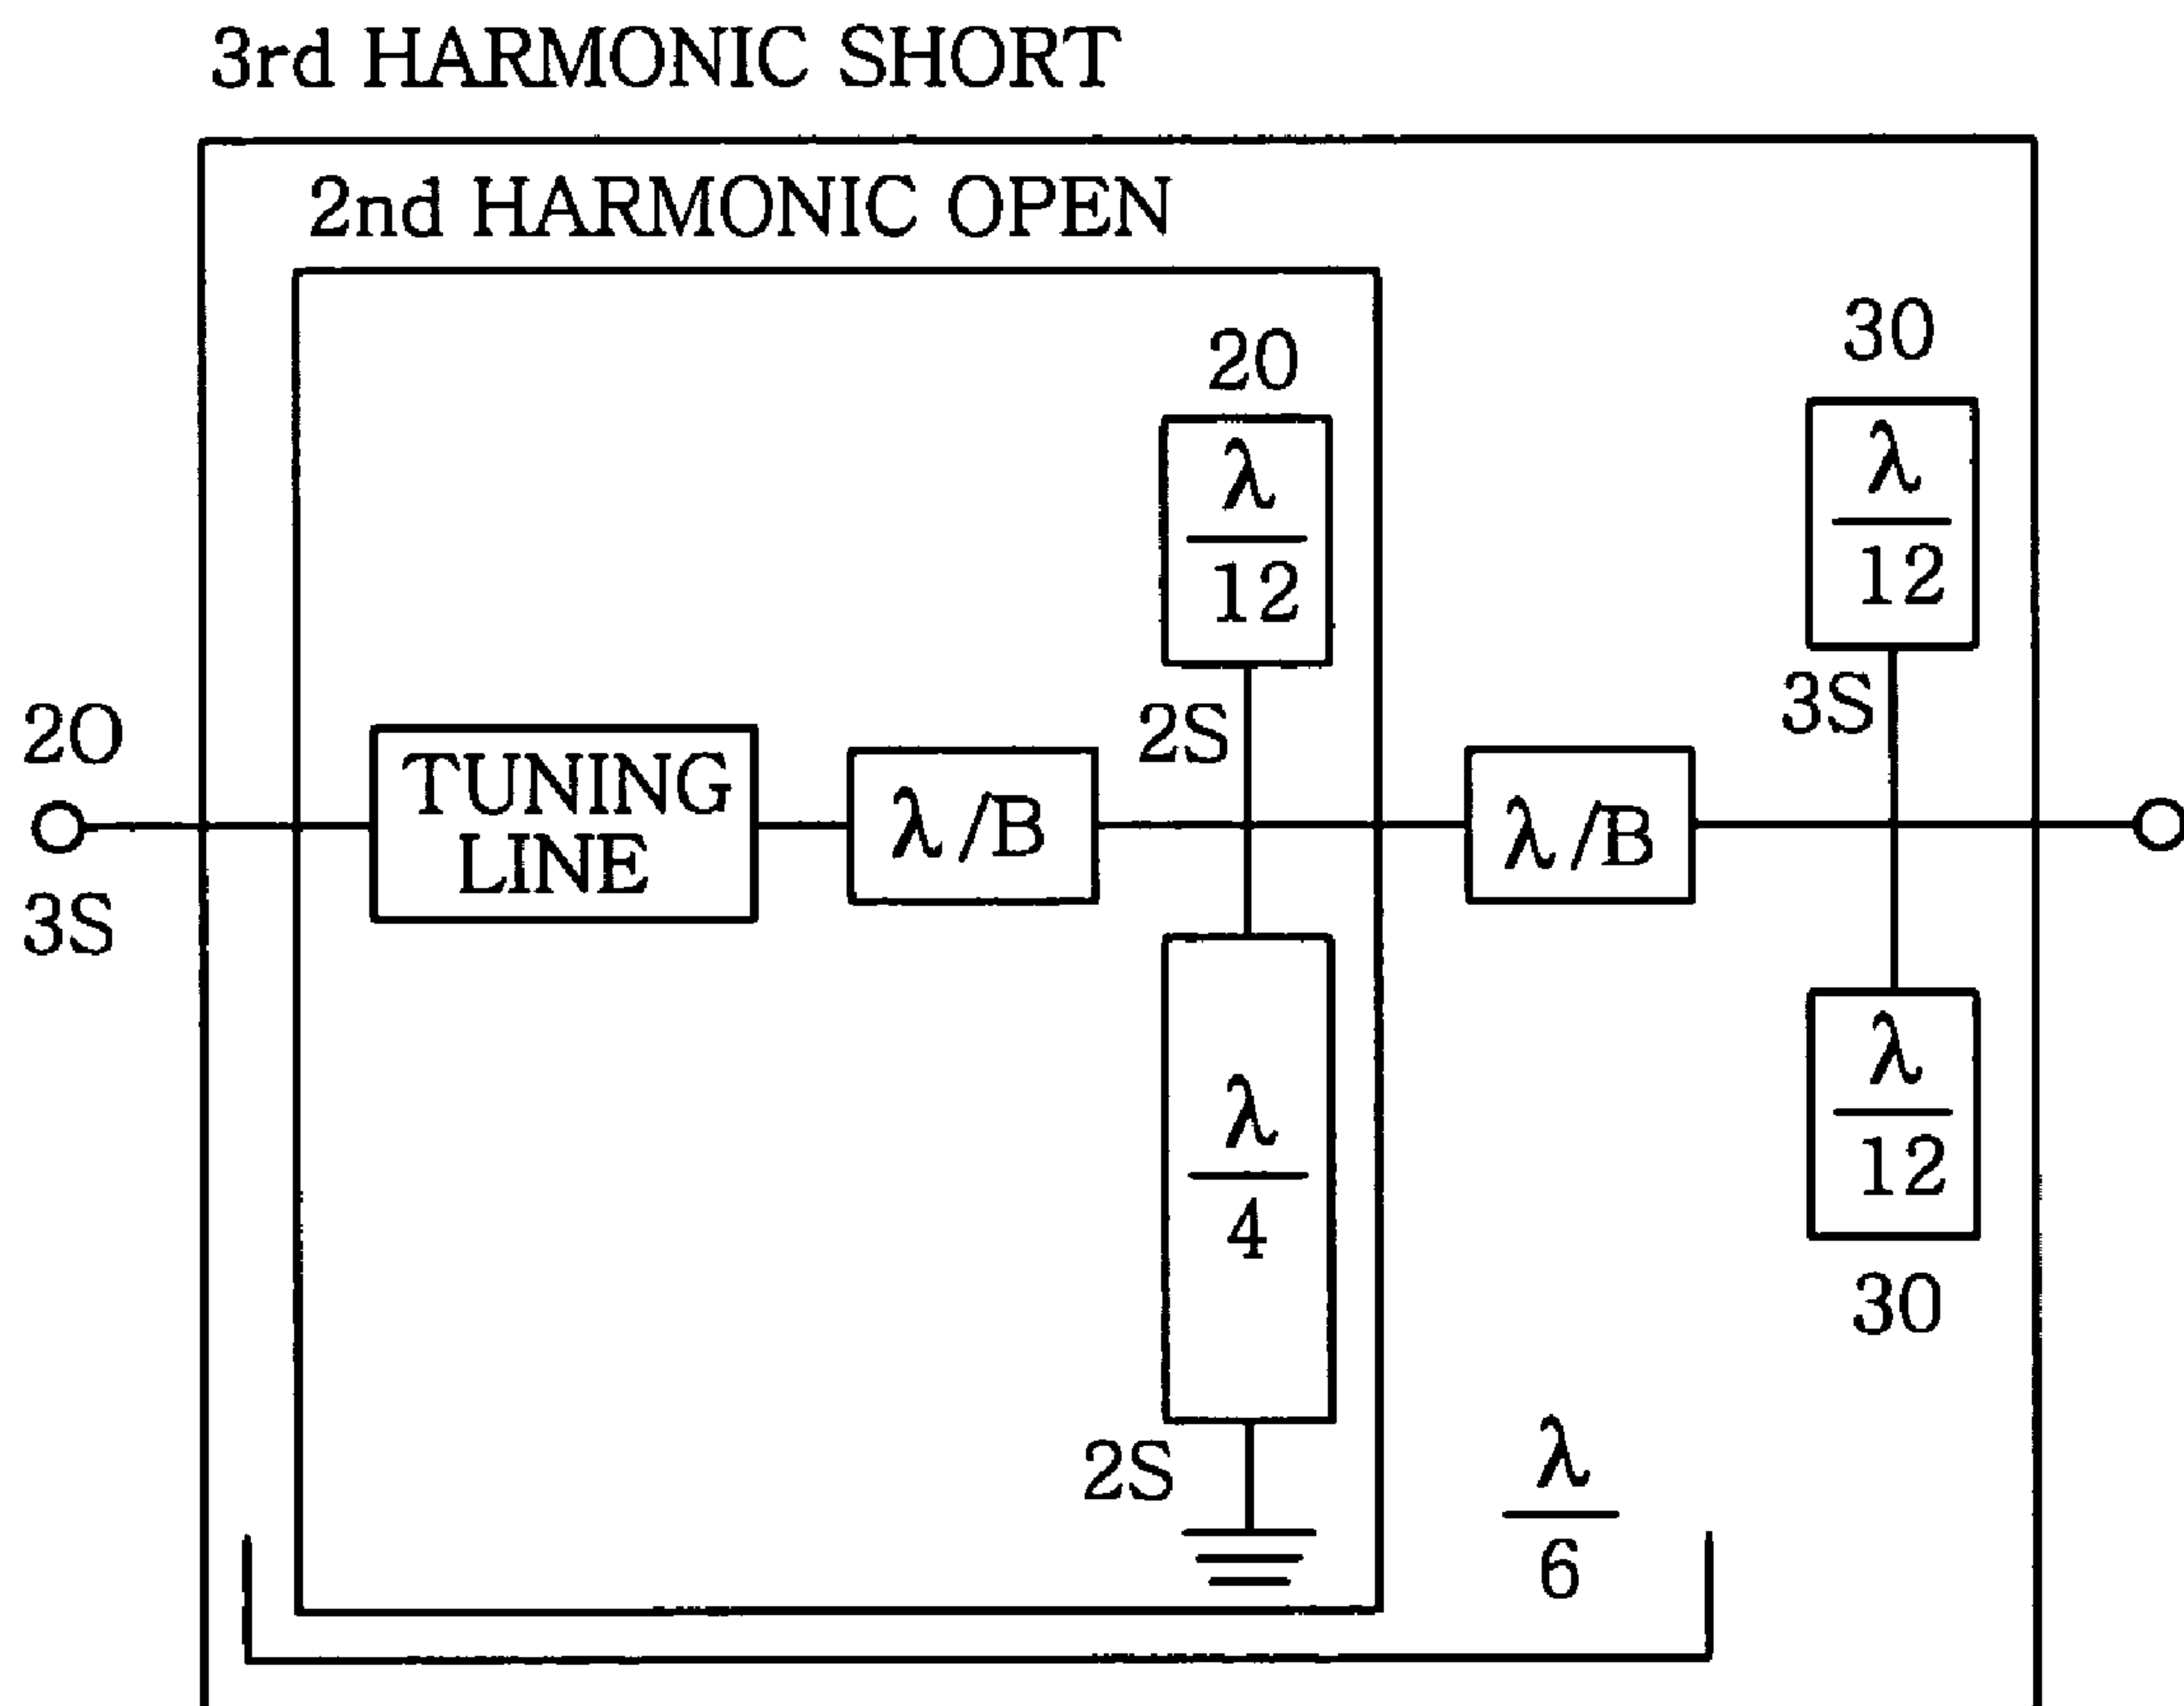 3rd HARMONIC SHORT
2nd HARMONIC OPEN
20
λ
12
30
λ
12
2O
3S
TUNING
LINE
λ/B
2S
λ/B
3S
λ
4
2S
λ
12
30
λ
6